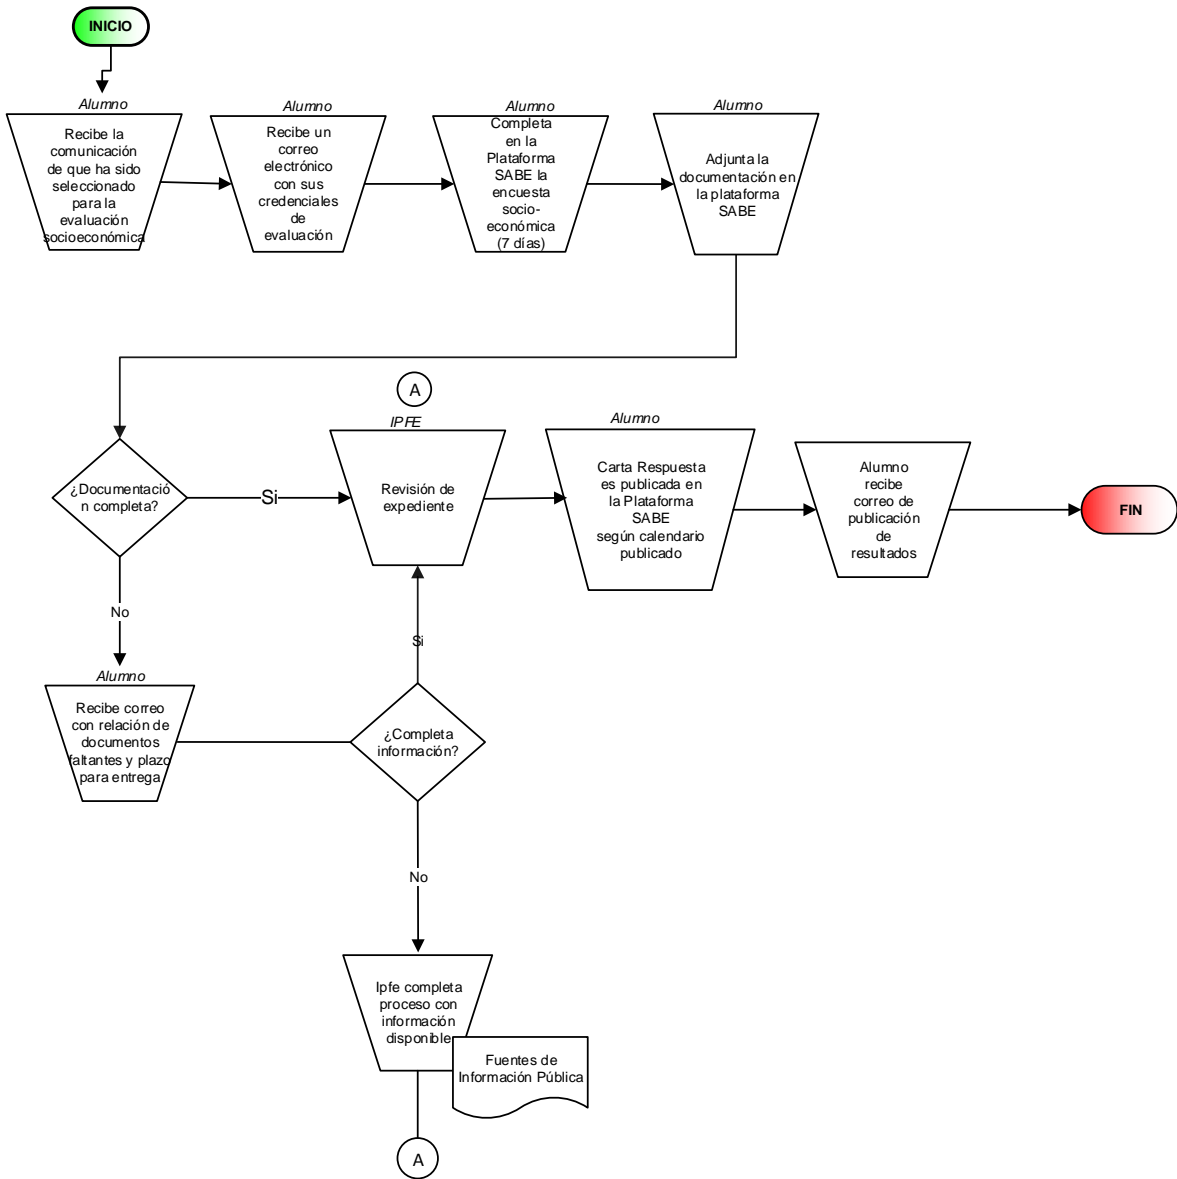 INICIO
Alumno
Recibe la
comunicación
de que ha sido
seleccionado
para la
evaluación
socioeconómica
Alumno
Recibe un
correo
electrónico
con sus
credenciales
de
evaluación
Alumno
Completa
en la
Plataforma
SABE la
encuesta
socio-
económica
(7 días)
Alumno
Adjunta la
documentación en
la plataforma
SABE
¿Documentació
n completa?
Si
A
IPFE
Revisión de
expediente
Alumno
Carta Respuesta
es publicada en
la Plataforma
SABE
según calendario
publicado
Alumno
recibe
correo de
publicación
de
resultados
FIN
No
Alumno
Recibe correo
con relación de
documentos
faltantes y plazo
para entrega
Si
¿Completa
información?
No
Ipfe completa
proceso con
información
disponible
Fuentes de
Información Pública
A